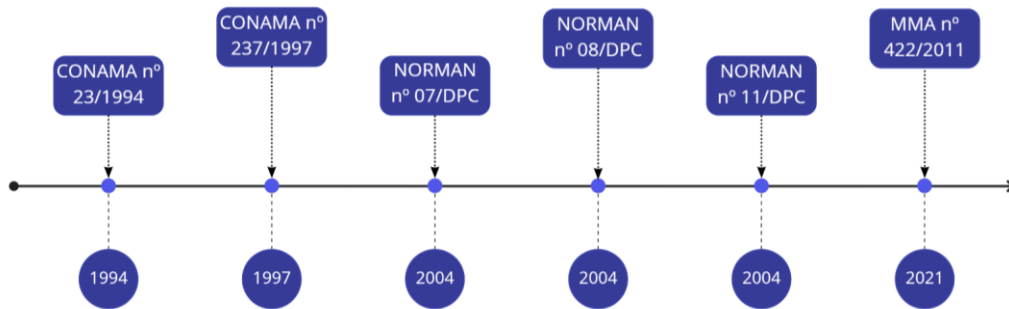 CONAMA nº
23/1994
CONAMA nº
237/1997
NORMAN
nº 07/DPC
NORMAN
nº 08/DPC
NORMAN
nº 11/DPC
MMA nº
422/2011
1994
1997
2004
2004
2004
2021